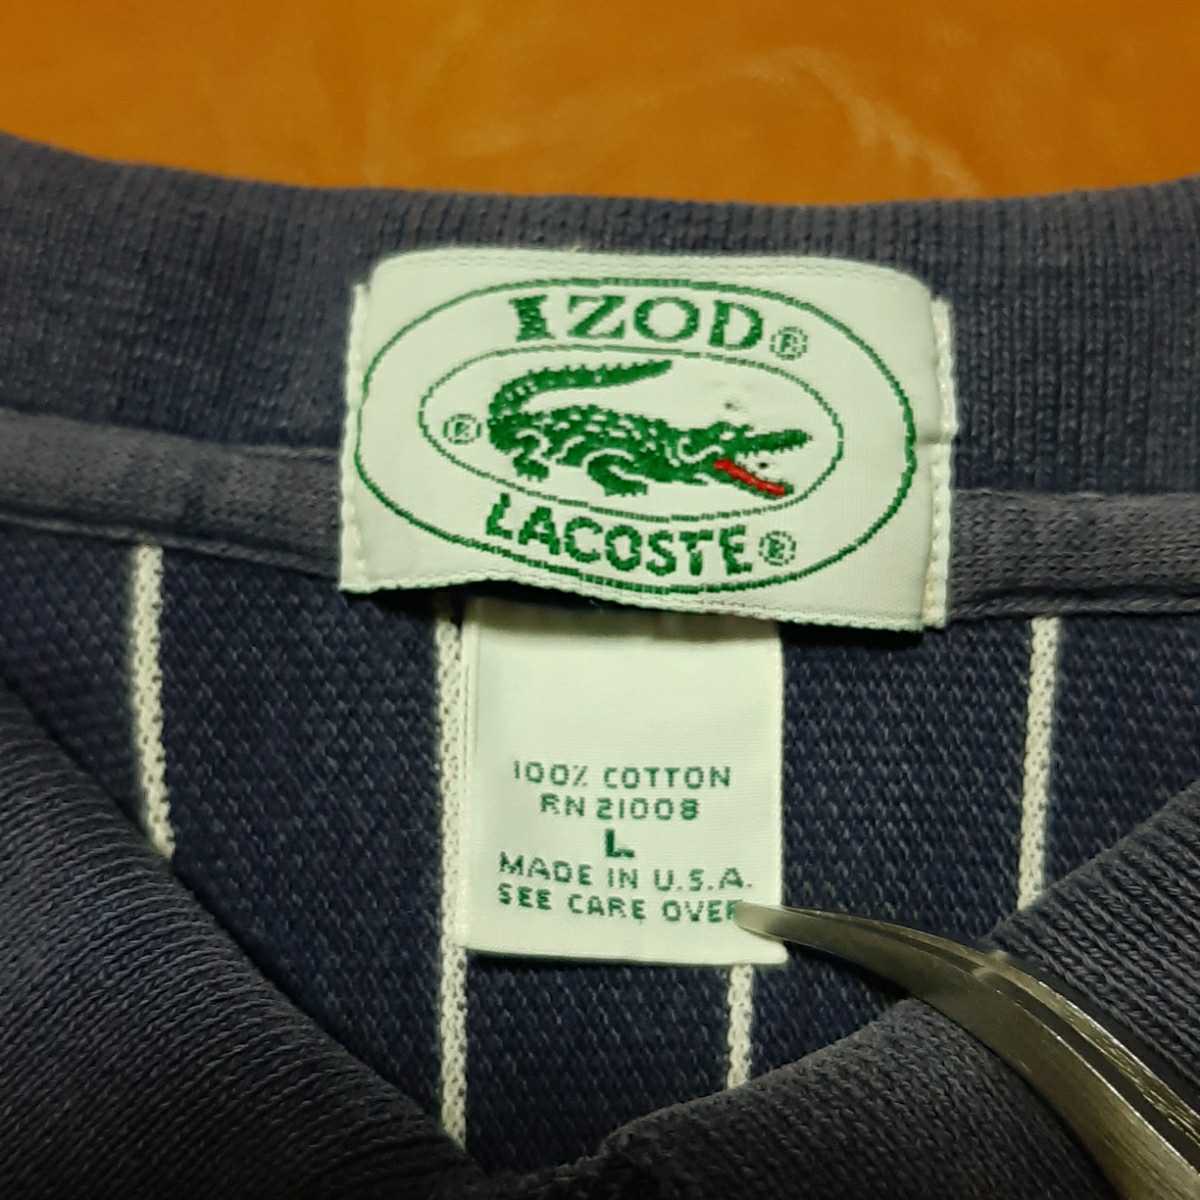 IZOD®
®
LACOSTE®
100% COTTON
RN 21008
L
MADE IN U.S.A.
SEE CARE OVER